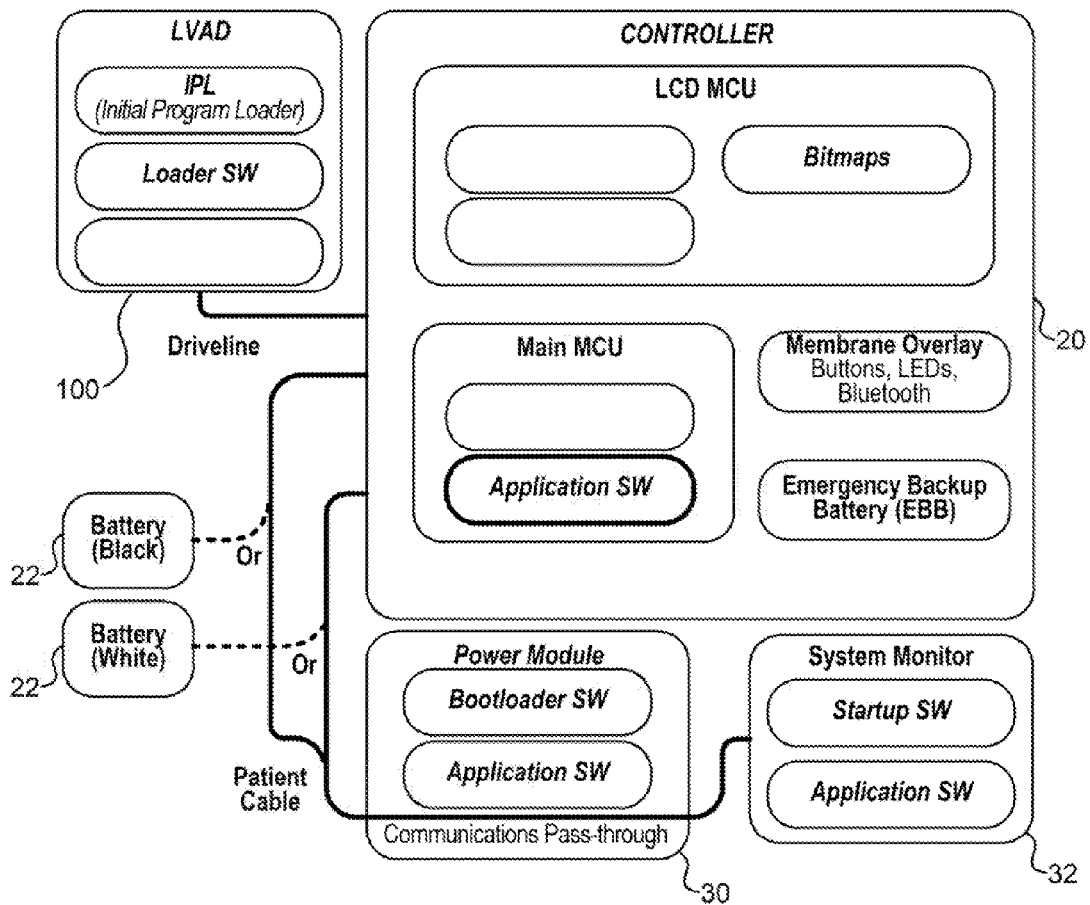 LVAD
IPL
(Initial Program Loader)
Loader SW
100
Driveline
CONTROLLER
LCD MCU
Bitmaps
Main MCU
Application SW
Membrane Overlay
Buttons, LEDs,
Bluetooth
Emergency Backup
Battery (EBB)
20
Battery
(Black)
22
Or
Battery
(White)
22
Or
Patient
Cable
Power Module
Bootloader SW
Application SW
Communications Pass-through
30
System Monitor
Startup SW
Application SW
32